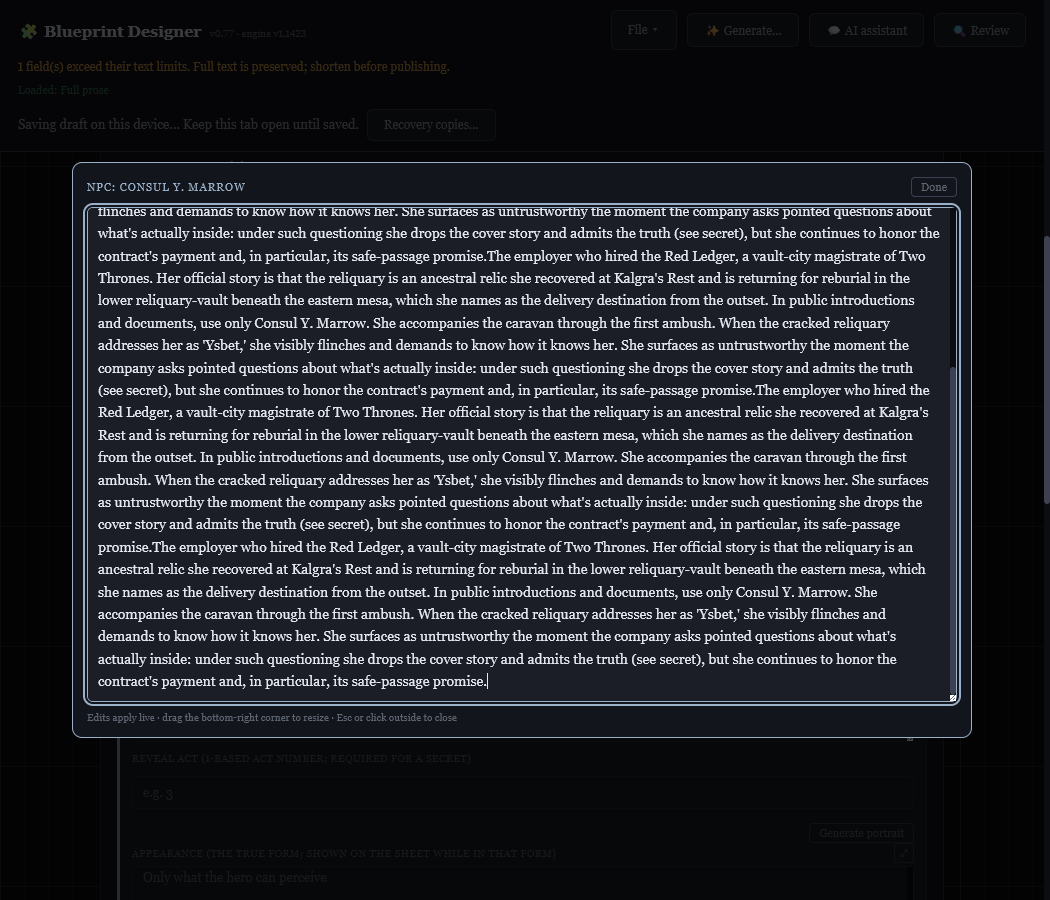 Blueprint Designer v0.77 · engine v1.1423
File ▾
Generate...
AI assistant
Review
1 field(s) exceed their text limits. Full text is preserved; shorten before publishing.
Loaded: Full prose
Saving draft on this device... Keep this tab open until saved.
Recovery copies...
NPC: CONSUL Y. MARROW
Done
flinches and demands to know how it knows her. She surfaces as untrustworthy the moment the company asks pointed questions about
what's actually inside: under such questioning she drops the cover story and admits the truth (see secret), but she continues to honor the
contract's payment and, in particular, its safe-passage promise.The employer who hired the Red Ledger, a vault-city magistrate of Two
Thrones. Her official story is that the reliquary is an ancestral relic she recovered at Kalgra's Rest and is returning for reburial in the
lower reliquary-vault beneath the eastern mesa, which she names as the delivery destination from the outset. In public introductions
and documents, use only Consul Y. Marrow. She accompanies the caravan through the first ambush. When the cracked reliquary
addresses her as 'Ysbet,' she visibly flinches and demands to know how it knows her. She surfaces as untrustworthy the moment the
company asks pointed questions about what's actually inside: under such questioning she drops the cover story and admits the truth
(see secret), but she continues to honor the contract's payment and, in particular, its safe-passage promise.The employer who hired the
Red Ledger, a vault-city magistrate of Two Thrones. Her official story is that the reliquary is an ancestral relic she recovered at Kalgra's
Rest and is returning for reburial in the lower reliquary-vault beneath the eastern mesa, which she names as the delivery destination
from the outset. In public introductions and documents, use only Consul Y. Marrow. She accompanies the caravan through the first
ambush. When the cracked reliquary addresses her as 'Ysbet,' she visibly flinches and demands to know how it knows her. She surfaces
as untrustworthy the moment the company asks pointed questions about what's actually inside: under such questioning she drops the
cover story and admits the truth (see secret), but she continues to honor the contract's payment and, in particular, its safe-passage
promise.The employer who hired the Red Ledger, a vault-city magistrate of Two Thrones. Her official story is that the reliquary is an
ancestral relic she recovered at Kalgra's Rest and is returning for reburial in the lower reliquary-vault beneath the eastern mesa, which
she names as the delivery destination from the outset. In public introductions and documents, use only Consul Y. Marrow. She
accompanies the caravan through the first ambush. When the cracked reliquary addresses her as 'Ysbet,' she visibly flinches and
demands to know how it knows her. She surfaces as untrustworthy the moment the company asks pointed questions about what's
actually inside: under such questioning she drops the cover story and admits the truth (see secret), but she continues to honor the
contract's payment and, in particular, its safe-passage promise.
Edits apply live · drag the bottom-right corner to resize · Esc or click outside to close
REVEAL ACT (1-BASED ACT NUMBER; REQUIRED FOR A SECRET)
e.g. 3
Generate portrait
APPEARANCE (THE TRUE FORM; SHOWN ON THE SHEET WHILE IN THAT FORM)
Only what the hero can perceive